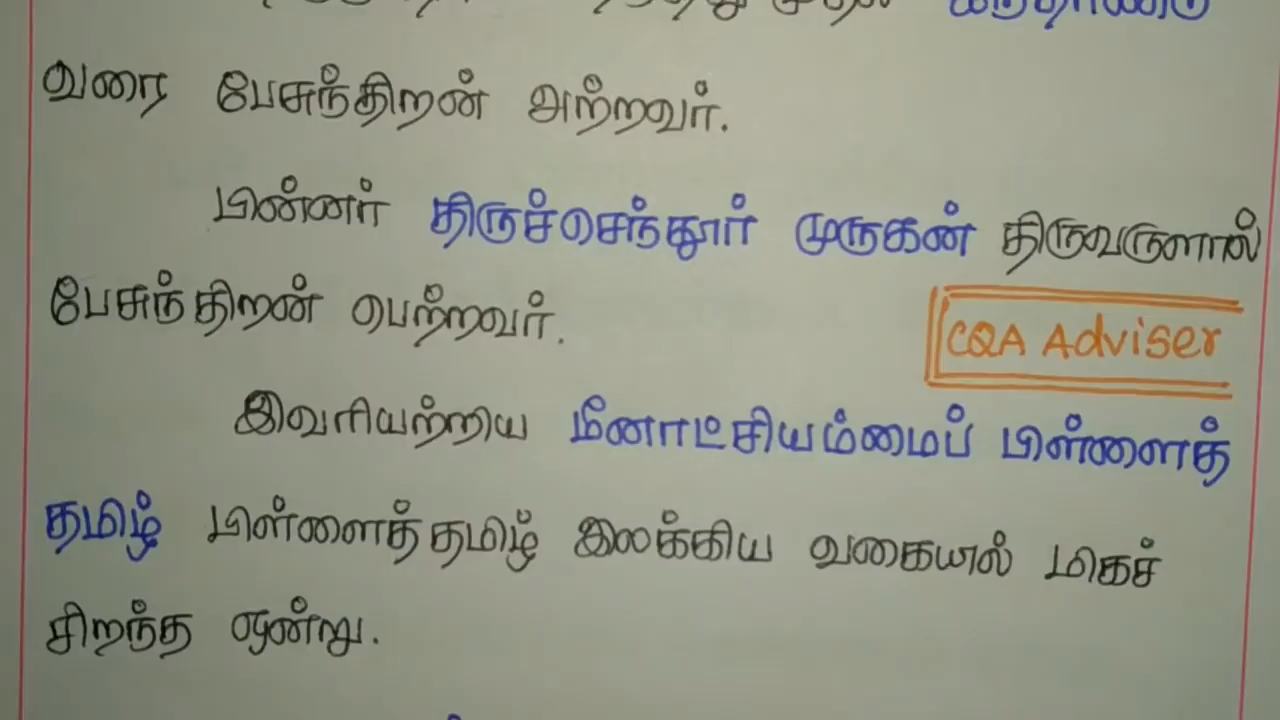 வரை பேசுந்திறன் அற்றவர்.
பின்னர் திருச்செந்தூர் முருகன் திருவருளால்
பேசுந்திறன் பெற்றவர்.
CQA Adviser
இவரியற்றிய மீனாட்சியம்மைப் பிள்ளைத்
தமிழ் பிள்ளைத்தமிழ் இலக்கிய வகையில் மிகச்
சிறந்த ஒன்று.